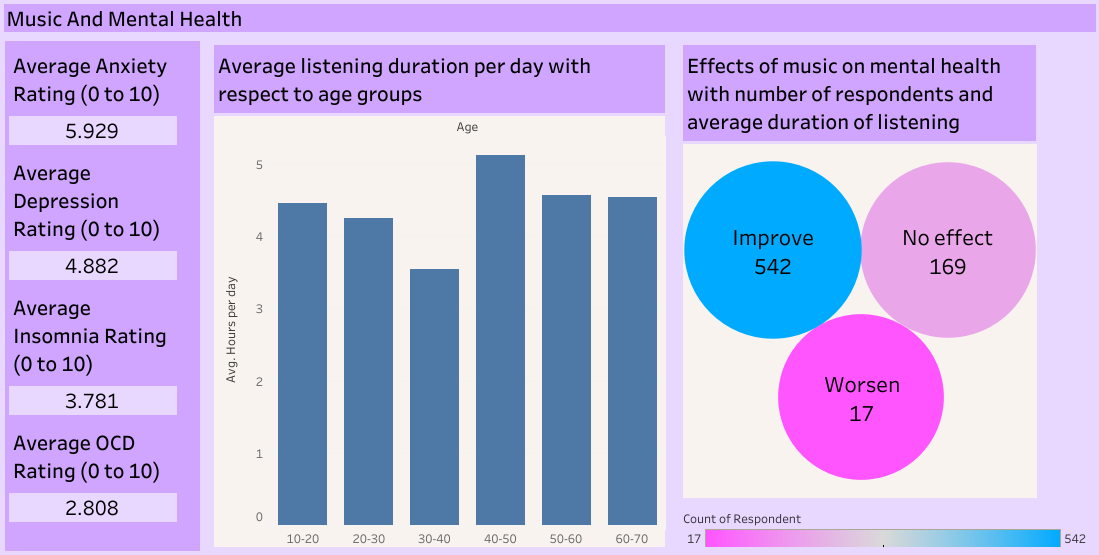 Music And Mental Health
Average Anxiety
Rating (0 to 10)
5.929
Average
Depression
Rating (0 to 10)
4.882
Average
Insomnia Rating
(0 to 10)
3.781
Average OCD
Rating (0 to 10)
2.808
Average listening duration per day with
respect to age groups
Age
Avg. Hours per day
5
4
3
2
1
0
10-20 20-30 30-40 40-50 50-60 60-70
Effects of music on mental health
with number of respondents and
average duration of listening
Improve
542
No effect
169
Worsen
17
Count of Respondent
17 542